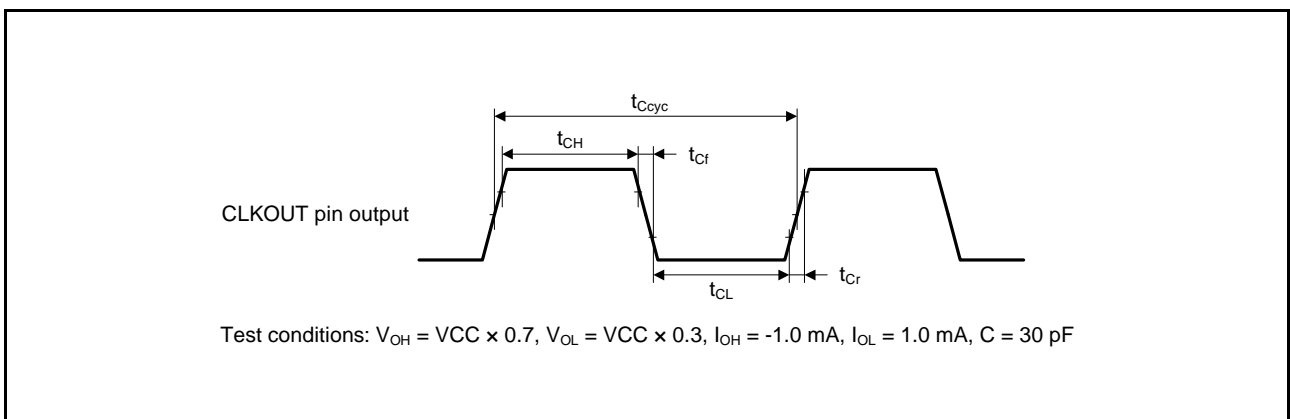 tCcyc
tCH
tCf
CLKOUT pin output
tCL
tCr
Test conditions: VOH = VCC × 0.7, VOL = VCC × 0.3, IOH = -1.0 mA, IOL = 1.0 mA, C = 30 pF